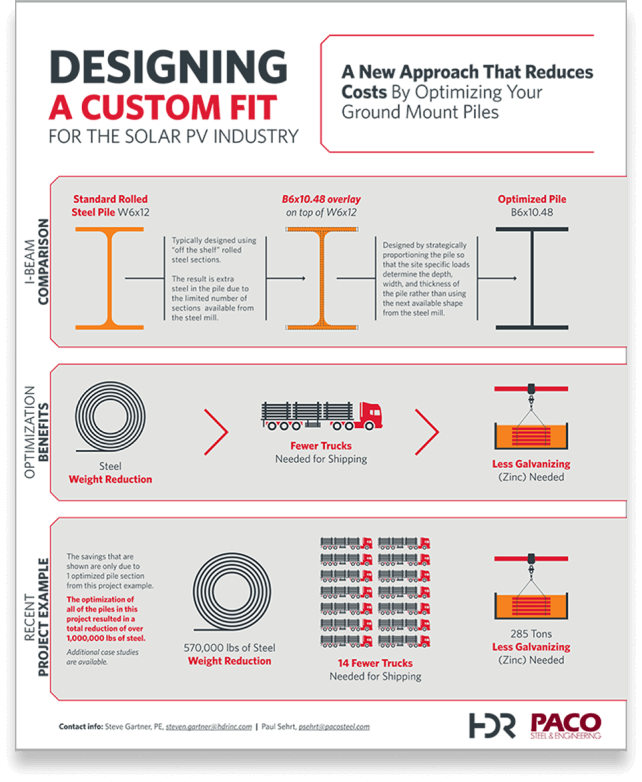 DESIGNING
A CUSTOM FIT
FOR THE SOLAR PV INDUSTRY
A New Approach That Reduces
Costs By Optimizing Your
Ground Mount Piles
I-BEAM
COMPARISON
Standard Rolled
Steel Pile W6x12
Typically designed using
"off the shelf" rolled
steel sections.
The result is extra
steel in the pile due to
the limited number of
sections available from
the steel mill.
B6x10.48 overlay
on top of W6x12
Designed by strategically
proportioning the pile so
that the site specific loads
determine the depth,
width, and thickness of
the pile rather than using
the next available shape
from the steel mill.
Optimized Pile
B6x10.48
OPTIMIZATION
BENEFITS
Steel
Weight Reduction
Fewer Trucks
Needed for Shipping
Less Galvanizing
(Zinc) Needed
RECENT
PROJECT EXAMPLE
The savings that are
shown are only due to
1 optimized pile section
from this project example.
The optimization of
all of the piles in this
project resulted in a
total reduction of over
1,000,000 lbs of steel.
Additional case studies
are available.
570,000 lbs of Steel
Weight Reduction
14 Fewer Trucks
Needed for Shipping
285 Tons
Less Galvanizing
(Zinc) Needed
Contact info: Steve Gartner, PE, steven.gartner@hdrinc.com | Paul Sehrt, psehrt@pacosteel.com
HDR
PACO
STEEL & ENGINEERING